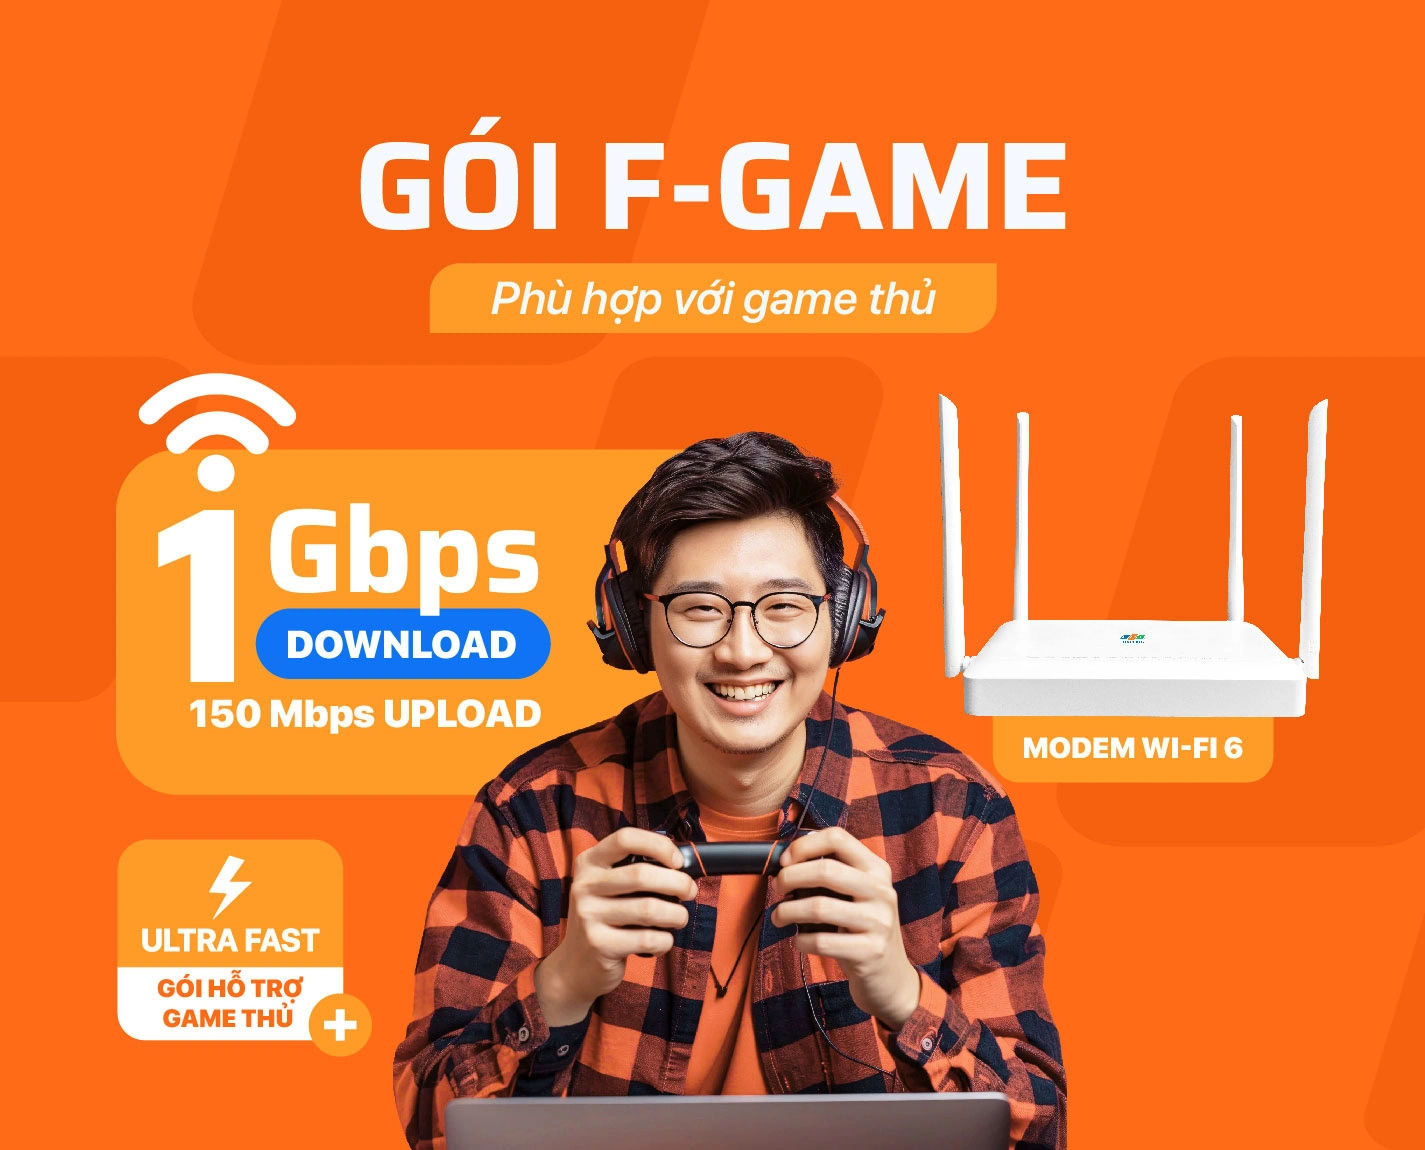 GÓI F-GAME
Phù hợp với game thủ
1 Gbps
DOWNLOAD
150 Mbps UPLOAD
MODEM WI-FI 6
ULTRA FAST
GÓI HỖ TRỢ
GAME THỦ
+